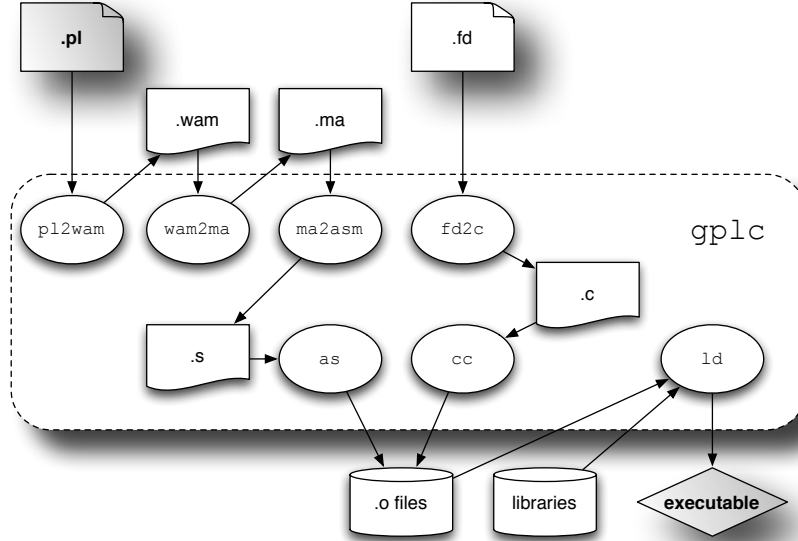 .pl
.fd
.wam
.ma
pl2wam
wam2ma
ma2asm
fd2c
gplc
.c
.s
as
cc
ld
.o files
libraries
executable